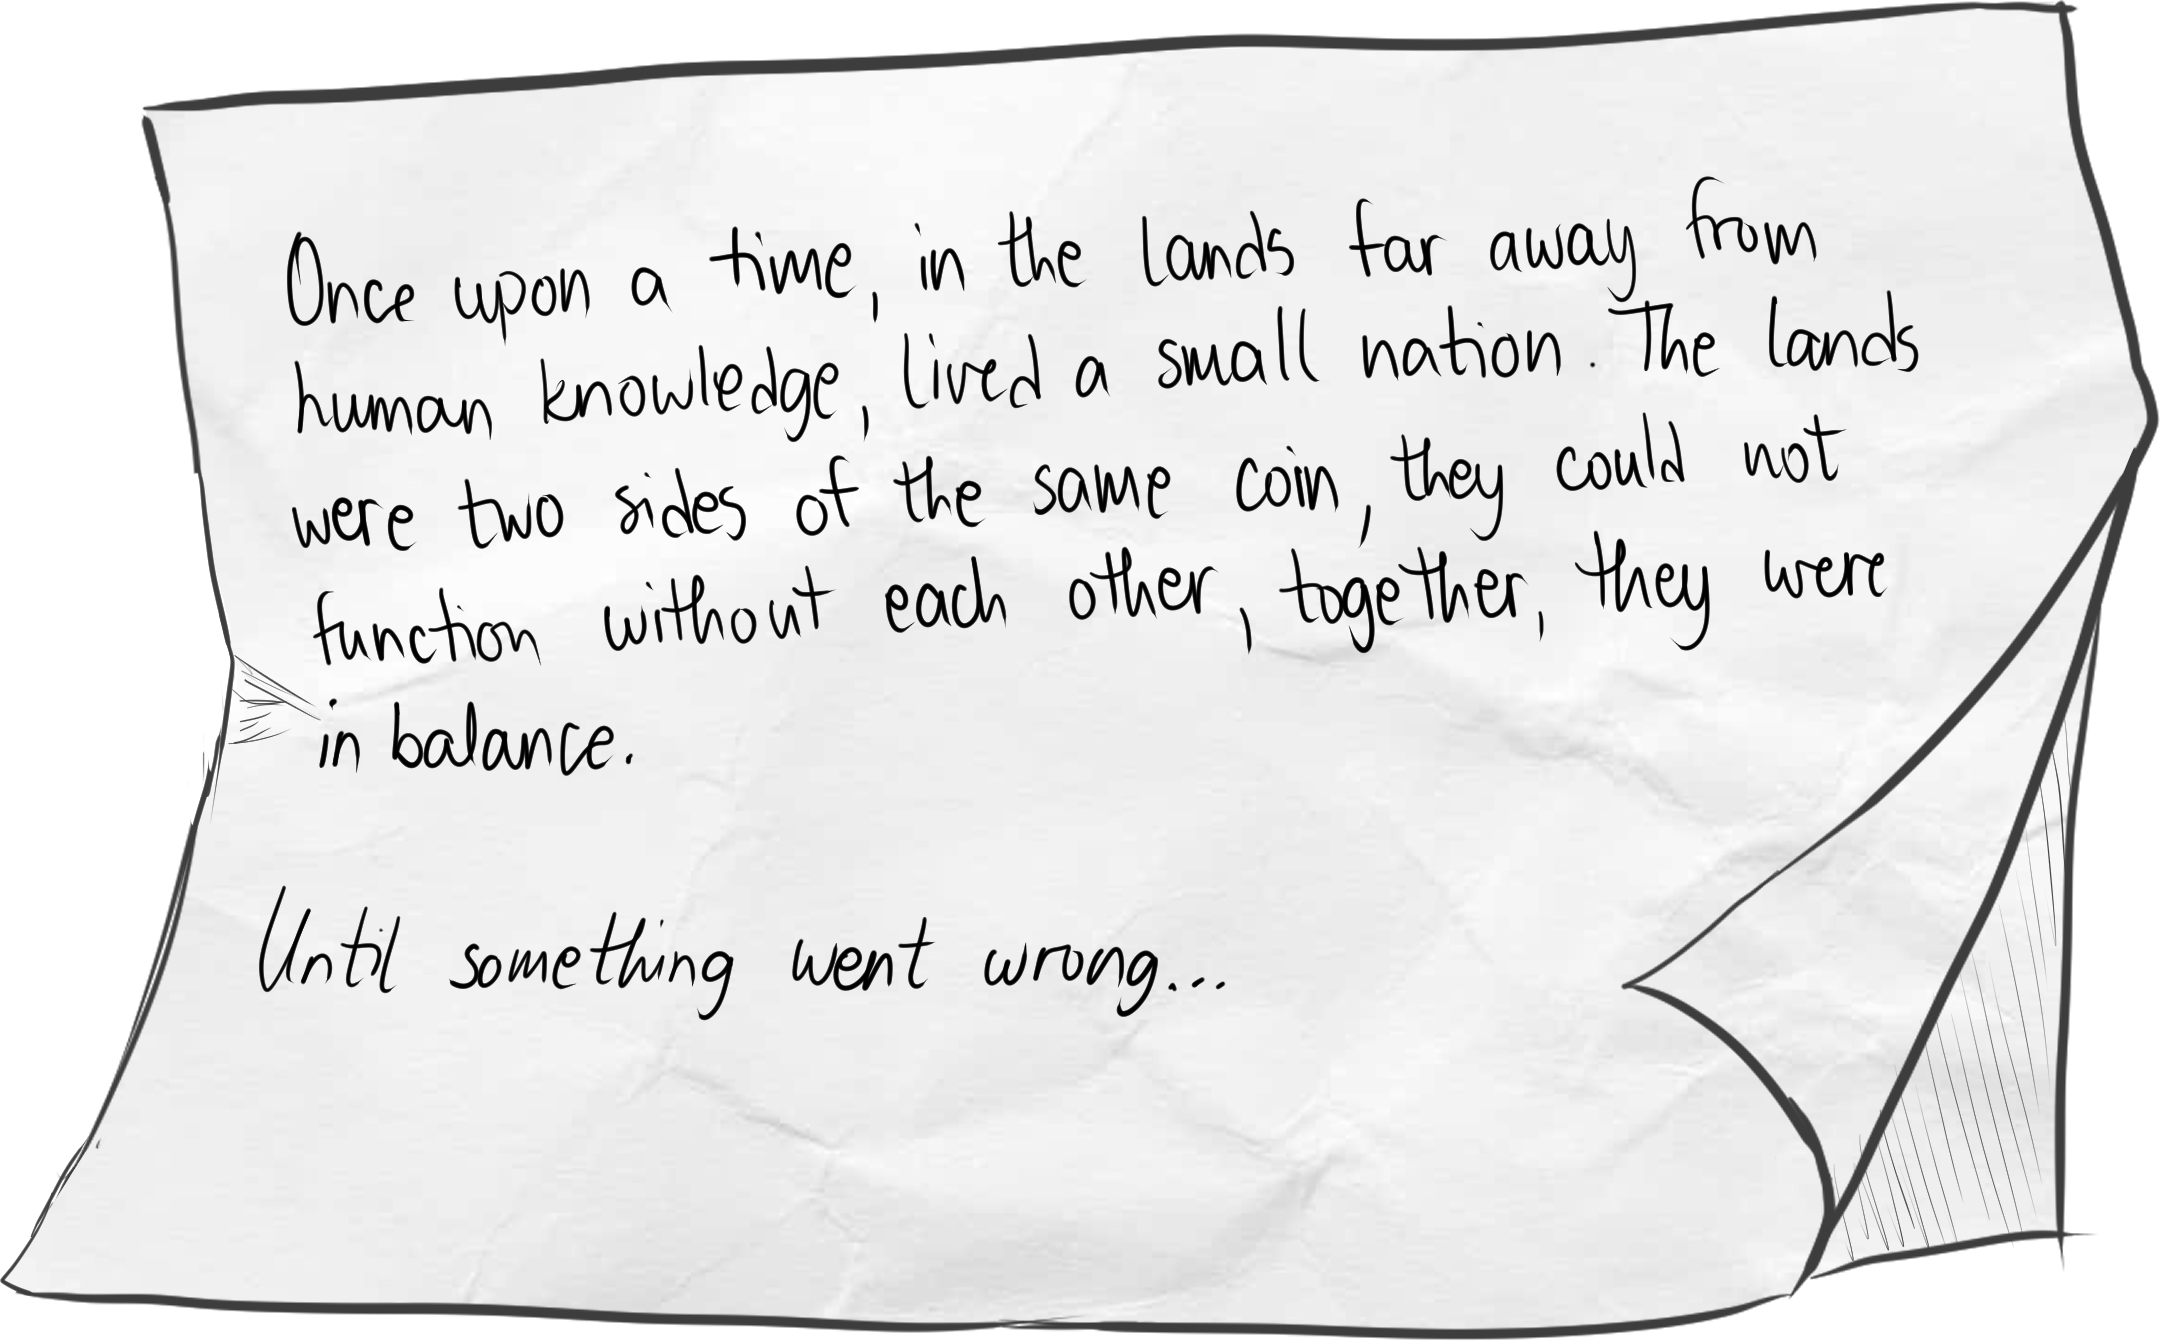 Once upon a time, in the lands far away from
human knowledge, lived a small nation. The lands
were two sides of the same coin, they could not
function without each other, together, they were
in balance.
Until something went wrong...